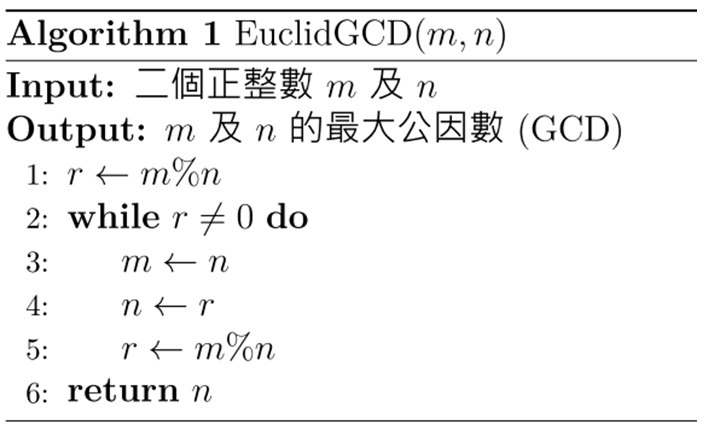 Algorithm 1 EuclidGCD(m, n)
Input: 二個正整數 m 及 n
Output: m 及 n 的最大公因數 (GCD)
1: r ← m%n
2: while r ≠ 0 do
3: m ← n
4: n ← r
5: r ← m%n
6: return n